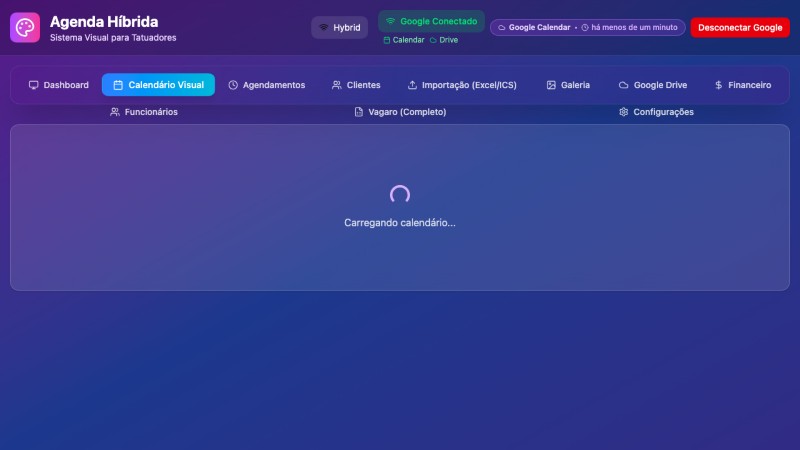 Agenda Híbrida
Sistema Visual para Tatuadores
Hybrid
Google Conectado
Calendar Drive
Google Calendar • há menos de um minuto
Desconectar Google
Dashboard
Calendário Visual
Agendamentos
Clientes
Importação (Excel/ICS)
Galeria
Google Drive
Financeiro
Funcionários
Vagaro (Completo)
Configurações
Carregando calendário...